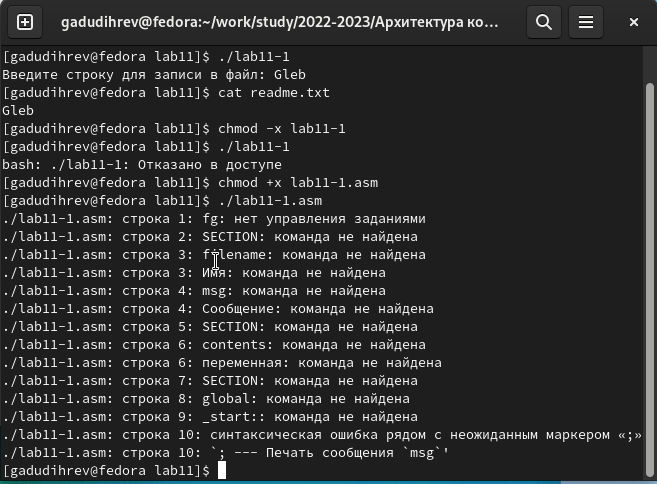 gadudihrev@fedora:~/work/study/2022-2023/Архитектура ко...
[gadudihrev@fedora lab11]$ ./lab11-1
Введите строку для записи в файл: Gleb
[gadudihrev@fedora lab11]$ cat readme.txt
Gleb
[gadudihrev@fedora lab11]$ chmod -x lab11-1
[gadudihrev@fedora lab11]$ ./lab11-1
bash: ./lab11-1: Отказано в доступе
[gadudihrev@fedora lab11]$ chmod +x lab11-1.asm
[gadudihrev@fedora lab11]$ ./lab11-1.asm
./lab11-1.asm: строка 1: fg: нет управления заданиями
./lab11-1.asm: строка 2: SECTION: команда не найдена
./lab11-1.asm: строка 3: filename: команда не найдена
./lab11-1.asm: строка 3: Имя: команда не найдена
./lab11-1.asm: строка 4: msg: команда не найдена
./lab11-1.asm: строка 4: Сообщение: команда не найдена
./lab11-1.asm: строка 5: SECTION: команда не найдена
./lab11-1.asm: строка 6: contents: команда не найдена
./lab11-1.asm: строка 6: переменная: команда не найдена
./lab11-1.asm: строка 7: SECTION: команда не найдена
./lab11-1.asm: строка 8: global: команда не найдена
./lab11-1.asm: строка 9: _start:: команда не найдена
./lab11-1.asm: строка 10: синтаксическая ошибка рядом с неожиданным маркером «;»
./lab11-1.asm: строка 10: `; --- Печать сообщения `msg`'
[gadudihrev@fedora lab11]$